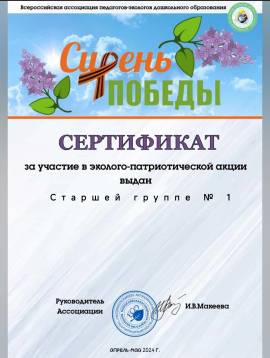 Всероссийская ассоциация педагогов-экологов дошкольного образования
Сирень
ПОБЕДЫ
СЕРТИФИКАТ
за участие в эколого-патриотической акции
выдан
Старшей группе № 1
Руководитель
Ассоциации
И.В.Макеева
АПРЕЛЬ-МАЙ 2024 Г.